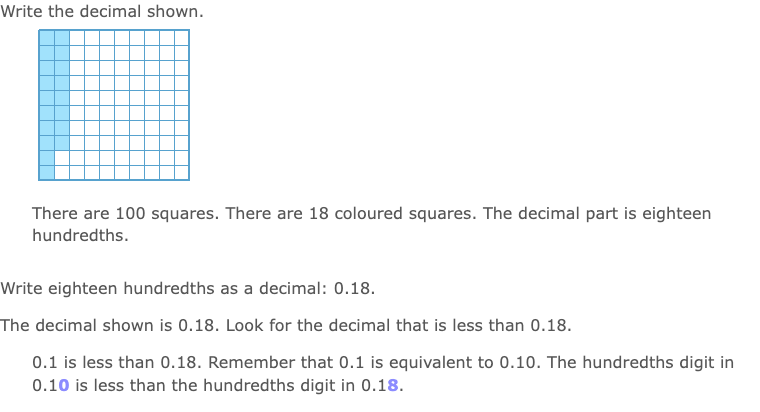 Write the decimal shown.
There are 100 squares. There are 18 coloured squares. The decimal part is eighteen
hundredths.
Write eighteen hundredths as a decimal: 0.18.
The decimal shown is 0.18. Look for the decimal that is less than 0.18.
0.1 is less than 0.18. Remember that 0.1 is equivalent to 0.10. The hundredths digit in
0.10 is less than the hundredths digit in 0.18.